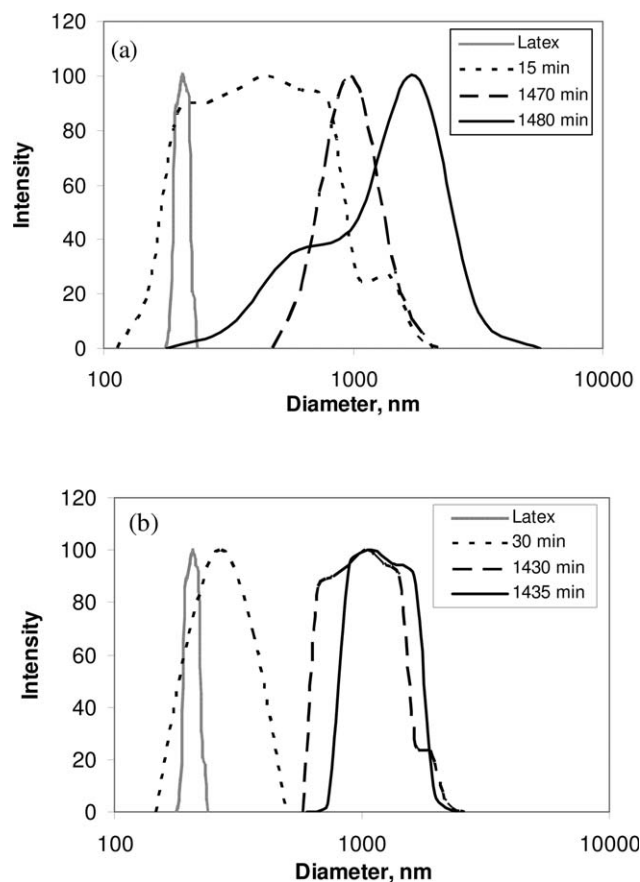 (a)
Latex
15 min
1470 min
1480 min
Intensity
120
100
80
60
40
20
0
100 1000 10000
Diameter, nm
(b)
Latex
30 min
1430 min
1435 min
Intensity
120
100
80
60
40
20
0
100 1000 10000
Diameter, nm